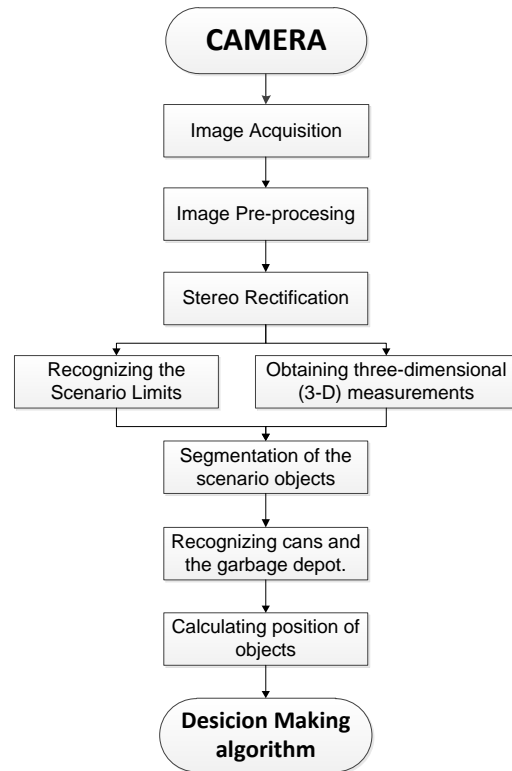 CAMERA
Image Acquisition
Image Pre-procesing
Stereo Rectification
Recognizing the
Scenario Limits
Obtaining three-dimensional
(3-D) measurements
Segmentation of the
scenario objects
Recognizing cans and
the garbage depot.
Calculating position of
objects
Desicion Making
algorithm